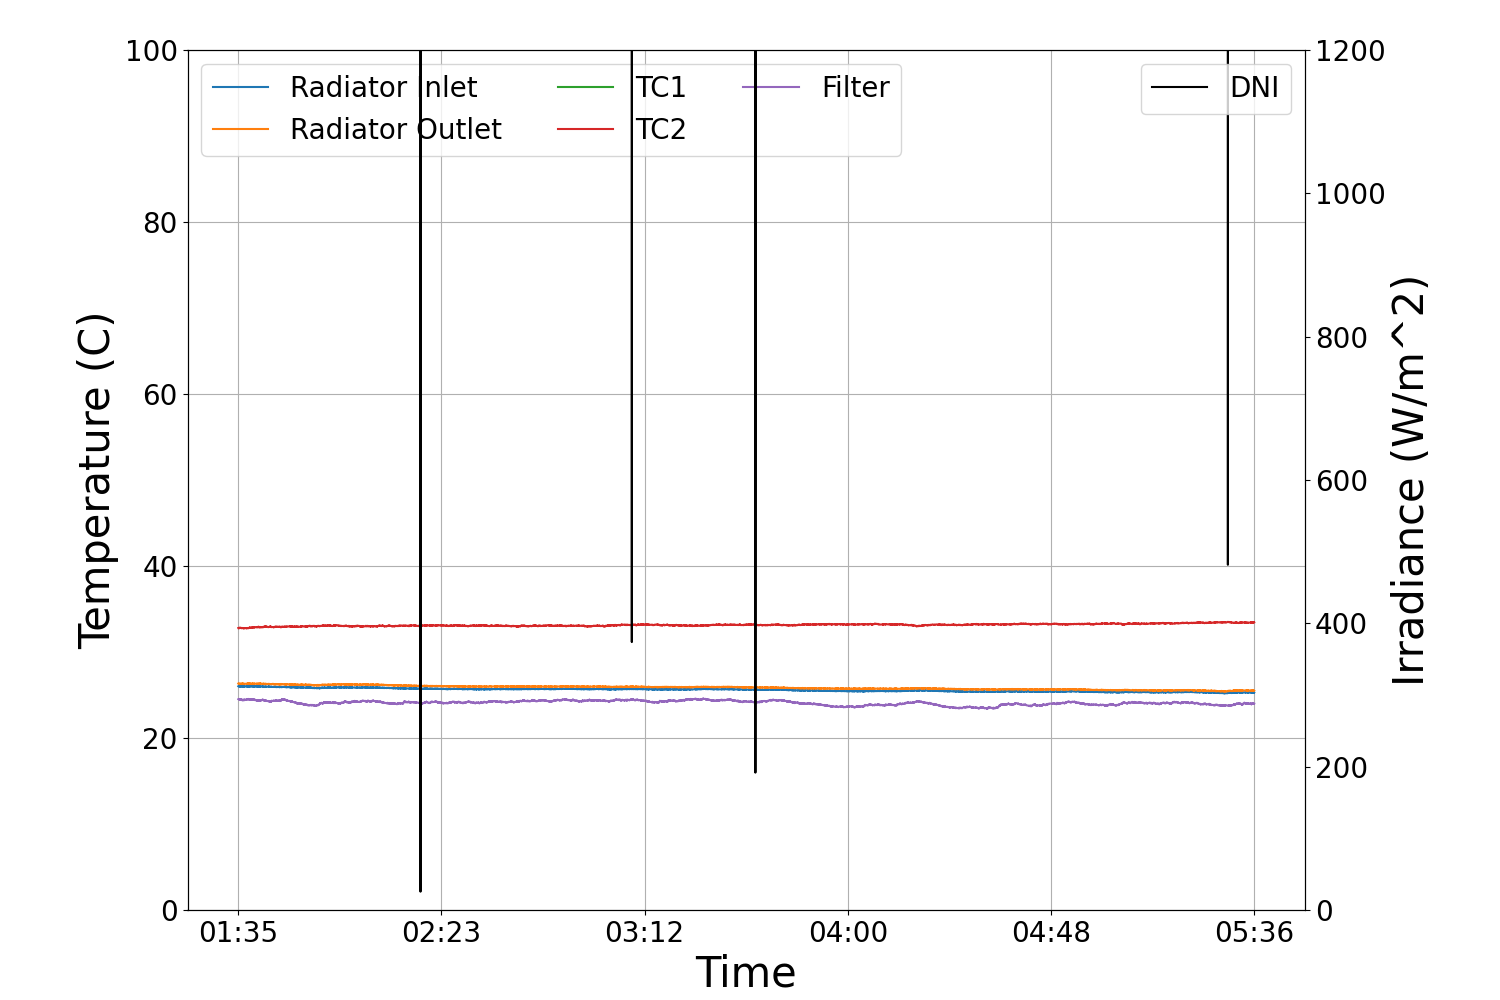 100
80
60
40
20
0
Temperature (C)
Radiator Inlet
Radiator Outlet
TC1
TC2
Filter
DNI
1200
1000
800
600
400
200
0
Irradiance (W/m^2)
01:35 02:23 03:12 04:00 04:48 05:36
Time